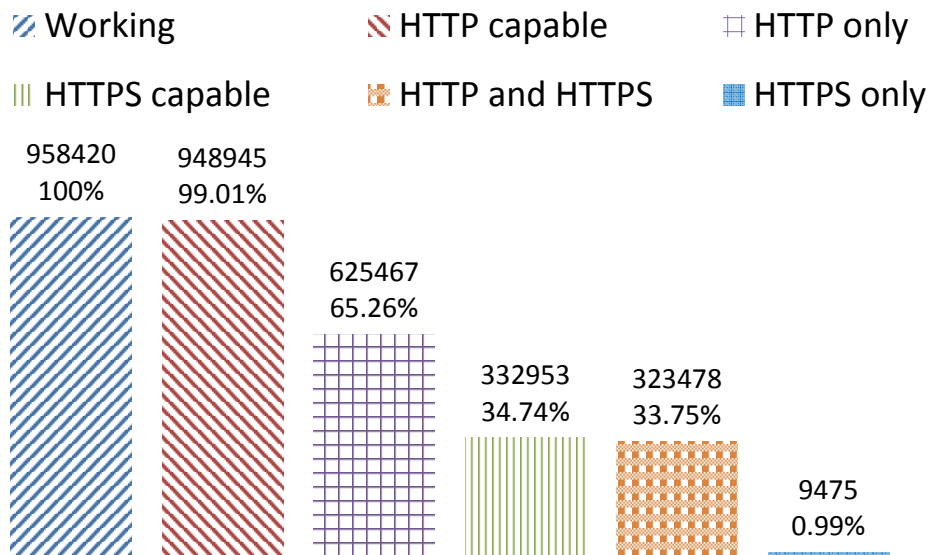 Working
HTTP capable
HTTP only
HTTPS capable
HTTP and HTTPS
HTTPS only
958420
100%
948945
99.01%
625467
65.26%
332953
34.74%
323478
33.75%
9475
0.99%